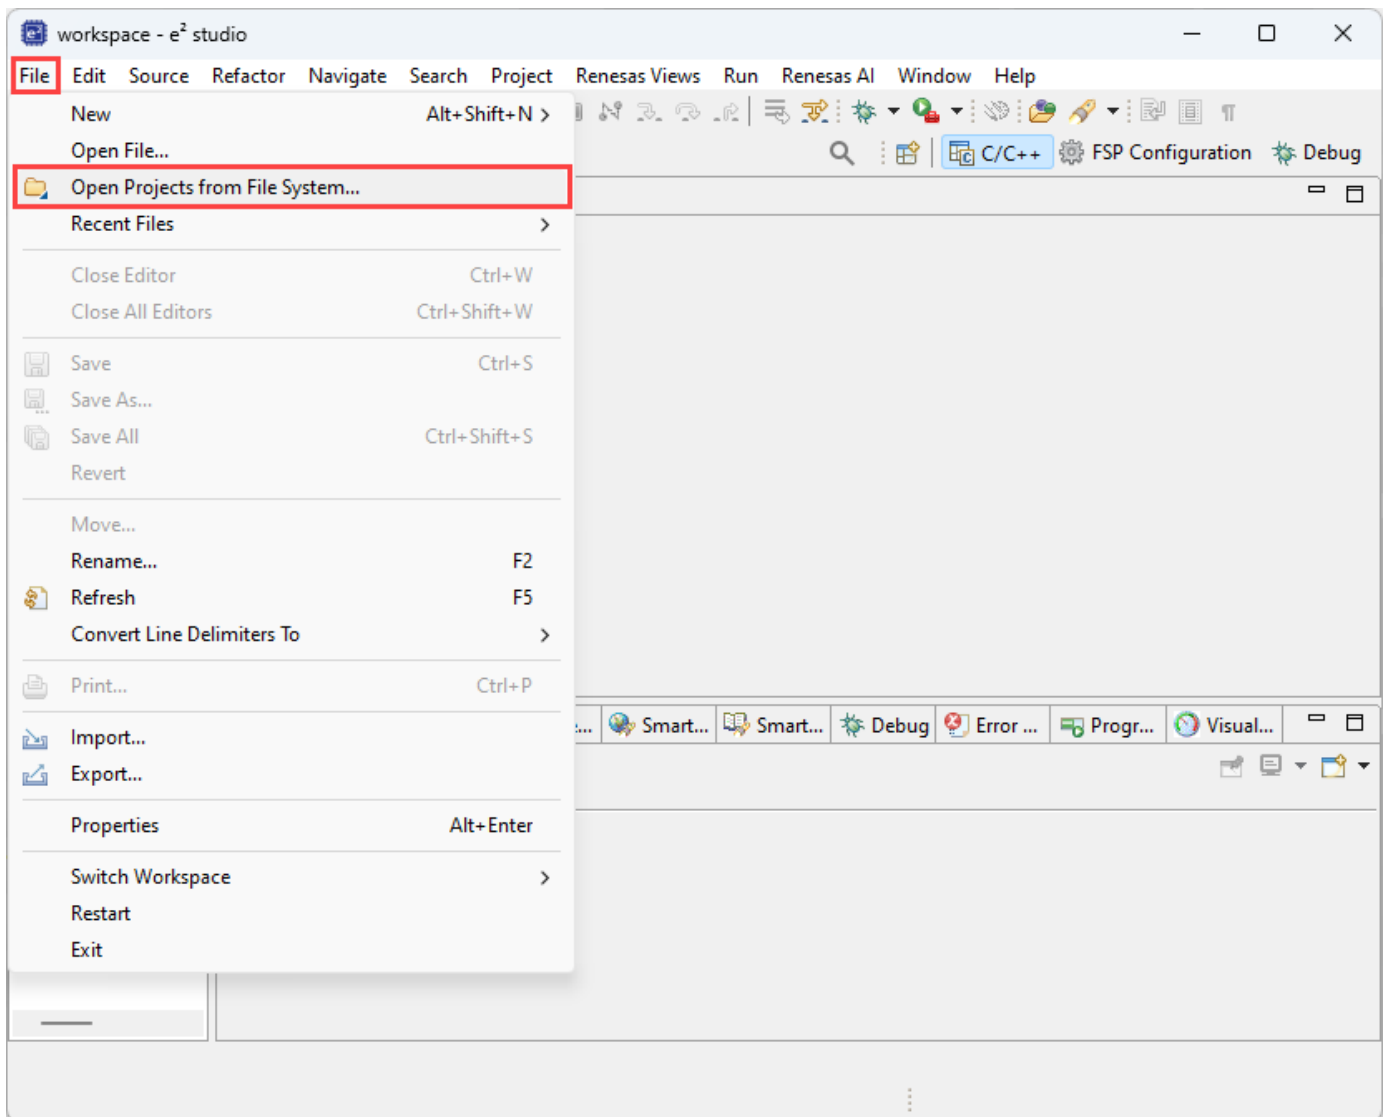 workspace - e² studio
File Edit Source Refactor Navigate Search Project Renesas Views Run Renesas AI Window Help
New Alt+Shift+N >
Open File...
C/C++ FSP Configuration Debug
Open Projects from File System...
Recent Files >
Close Editor Ctrl+W
Close All Editors Ctrl+Shift+W
Save Ctrl+S
Save As...
Save All Ctrl+Shift+S
Revert
Move...
Rename... F2
Refresh F5
Convert Line Delimiters To >
Print... Ctrl+P
... Smart... Smart... Debug Error ... Progr... Visual...
Import...
Export...
Properties Alt+Enter
Switch Workspace >
Restart
Exit